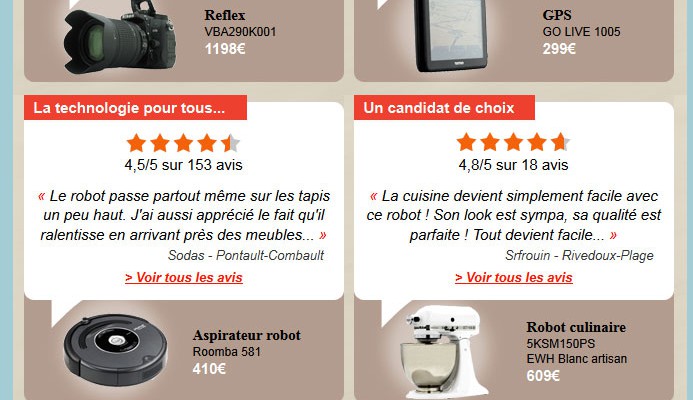 Reflex
VBA290K001
1198€
GPS
GO LIVE 1005
299€
La technologie pour tous...
4,5/5 sur 153 avis
« Le robot passe partout même sur les tapis
un peu haut. J'ai aussi apprécié le fait qu'il
ralentisse en arrivant près des meubles... »
Sodas - Pontault-Combault
> Voir tous les avis
Aspirateur robot
Roomba 581
410€
Un candidat de choix
4,8/5 sur 18 avis
« La cuisine devient simplement facile avec
ce robot ! Son look est sympa, sa qualité est
parfaite ! Tout devient facile... »
Srfrouin - Rivedoux-Plage
> Voir tous les avis
Robot culinaire
5KSM150PS
EWH Blanc artisan
609€